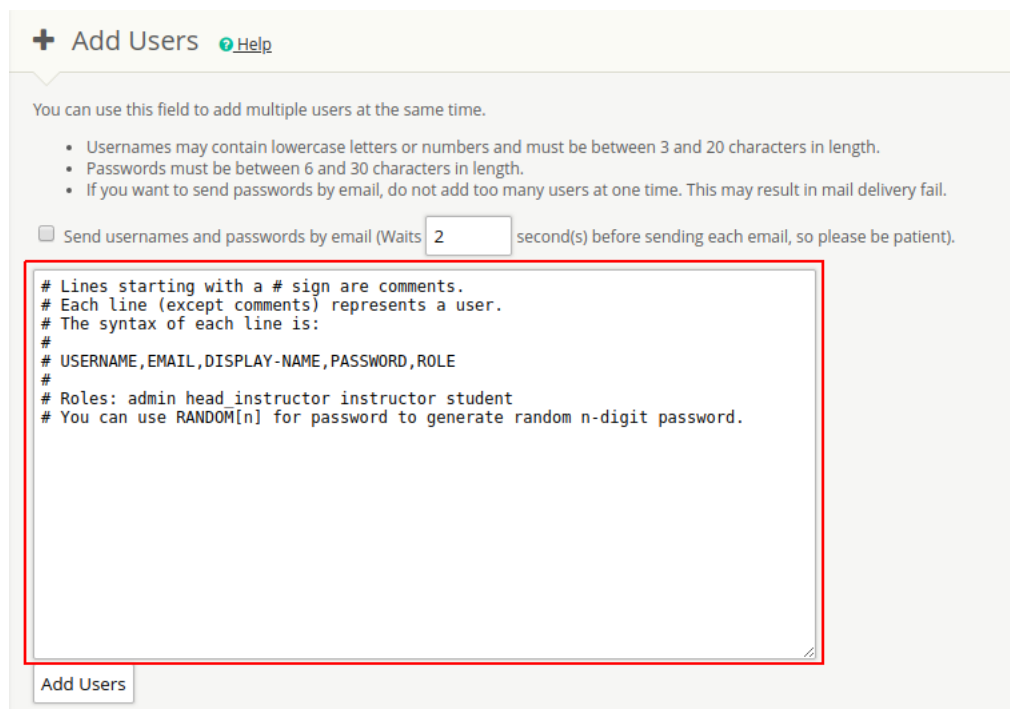 Add Users Help
You can use this field to add multiple users at the same time.
Usernames may contain lowercase letters or numbers and must be between 3 and 20 characters in length.
Passwords must be between 6 and 30 characters in length.
If you want to send passwords by email, do not add too many users at one time. This may result in mail delivery fail.
Send usernames and passwords by email (Waits 2 second(s) before sending each email, so please be patient).
# Lines starting with a # sign are comments.
# Each line (except comments) represents a user.
# The syntax of each line is:
#
# USERNAME,EMAIL,DISPLAY-NAME,PASSWORD,ROLE
#
# Roles: admin head_instructor instructor student
# You can use RANDOM[n] for password to generate random n-digit password.
Add Users